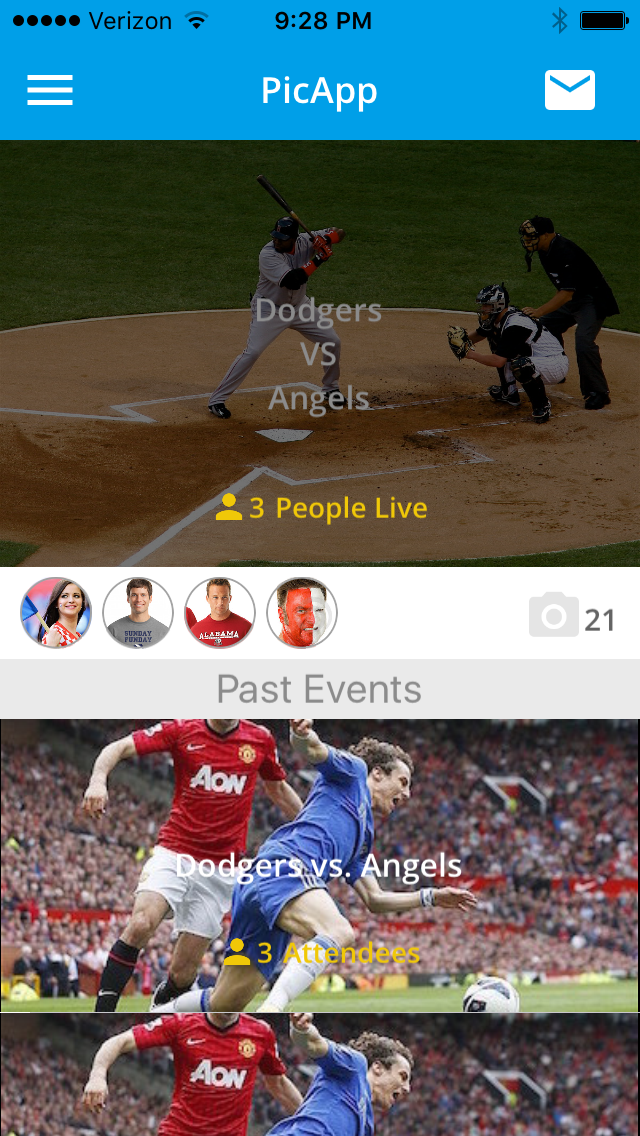 Verizon 9:28 PM
PicApp
Dodgers
VS
Angels
3 People Live
SUNDAY
FUNDAY
ALABAMA
21
Past Events
AON
Dodgers vs. Angels
3 Attendees
AON